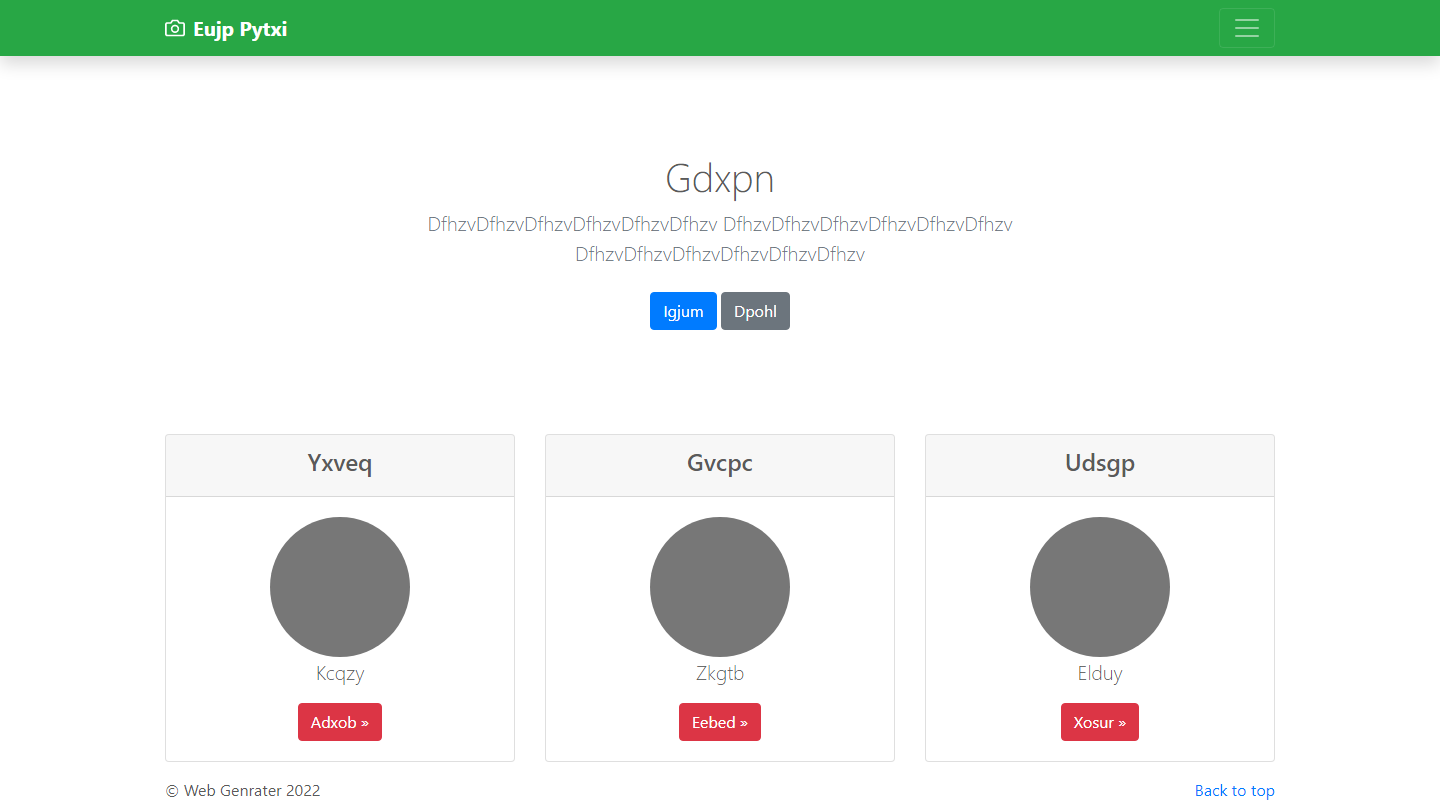 Eujp Pytxi
Gdxpn
DfhzvDfhzvDfhzvDfhzvDfhzvDfhzv DfhzvDfhzvDfhzvDfhzvDfhzvDfhzv
DfhzvDfhzvDfhzvDfhzvDfhzvDfhzv
Igjum Dpohl
Yxveq
Kcqzy
Adxob »
Gvcpc
Zkgtb
Eebed »
Udsgp
Elduy
Xosur »
© Web Genrater 2022
Back to top